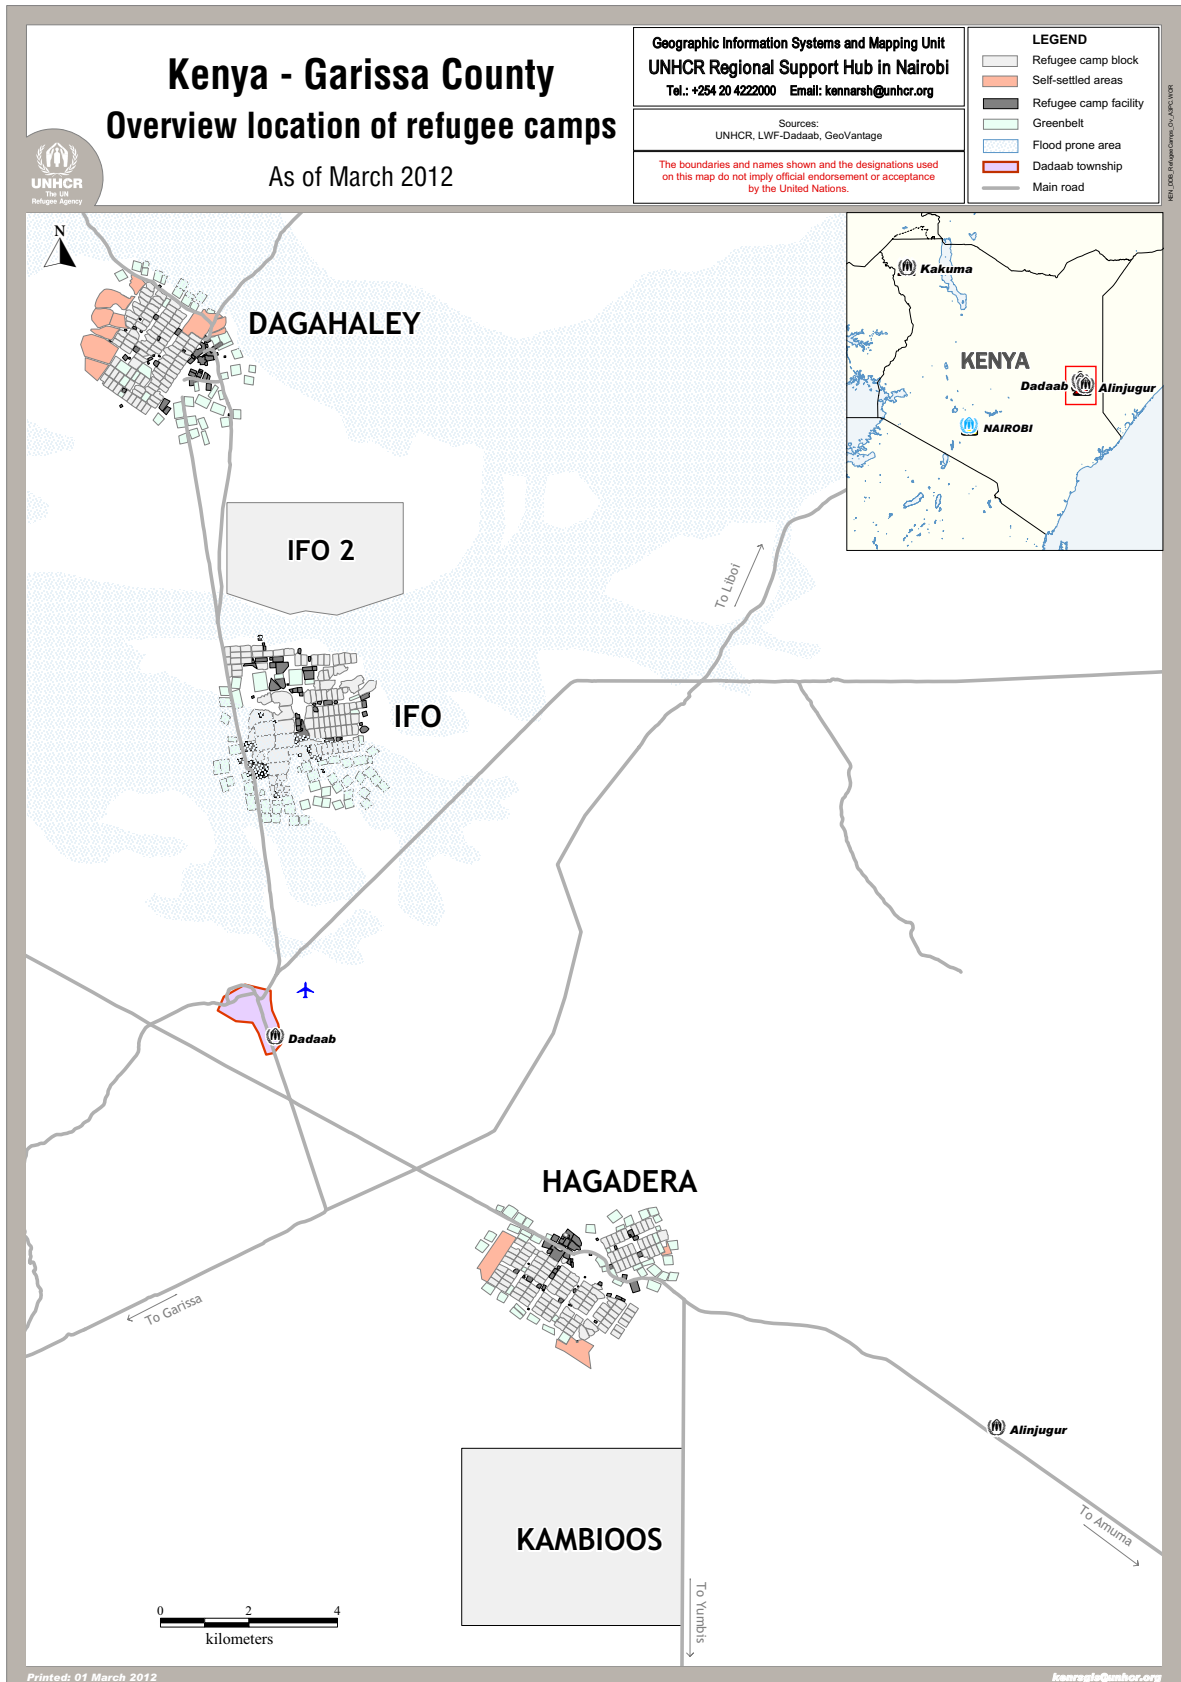 Kenya - Garissa County
Overview location of refugee camps
As of March 2012
UNHCR
The UN
Refugee Agency
Geographic Information Systems and Mapping Unit
UNHCR Regional Support Hub in Nairobi
Tel.: +254 20 4222000 Email: kennarsh@unhcr.org
Sources:
UNHCR, LWF-Dadaab, GeoVantage
The boundaries and names shown and the designations used
on this map do not imply official endorsement or acceptance
by the United Nations.
LEGEND
Refugee camp block
Self-settled areas
Refugee camp facility
Greenbelt
Flood prone area
Dadaab township
Main road
KEN_DDB_RefugeeCamps_Ov_A3PC.WOR
N
DAGAHALEY
Kakuma
KENYA
Dadaab
Alinjugur
NAIROBI
IFO 2
To Liboi
IFO
Dadaab
HAGADERA
To Garissa
Alinjugur
To Amuma
KAMBIOOS
To Yumbis
0 2 4
kilometers
Printed: 01 March 2012
kenregis@unhcr.org